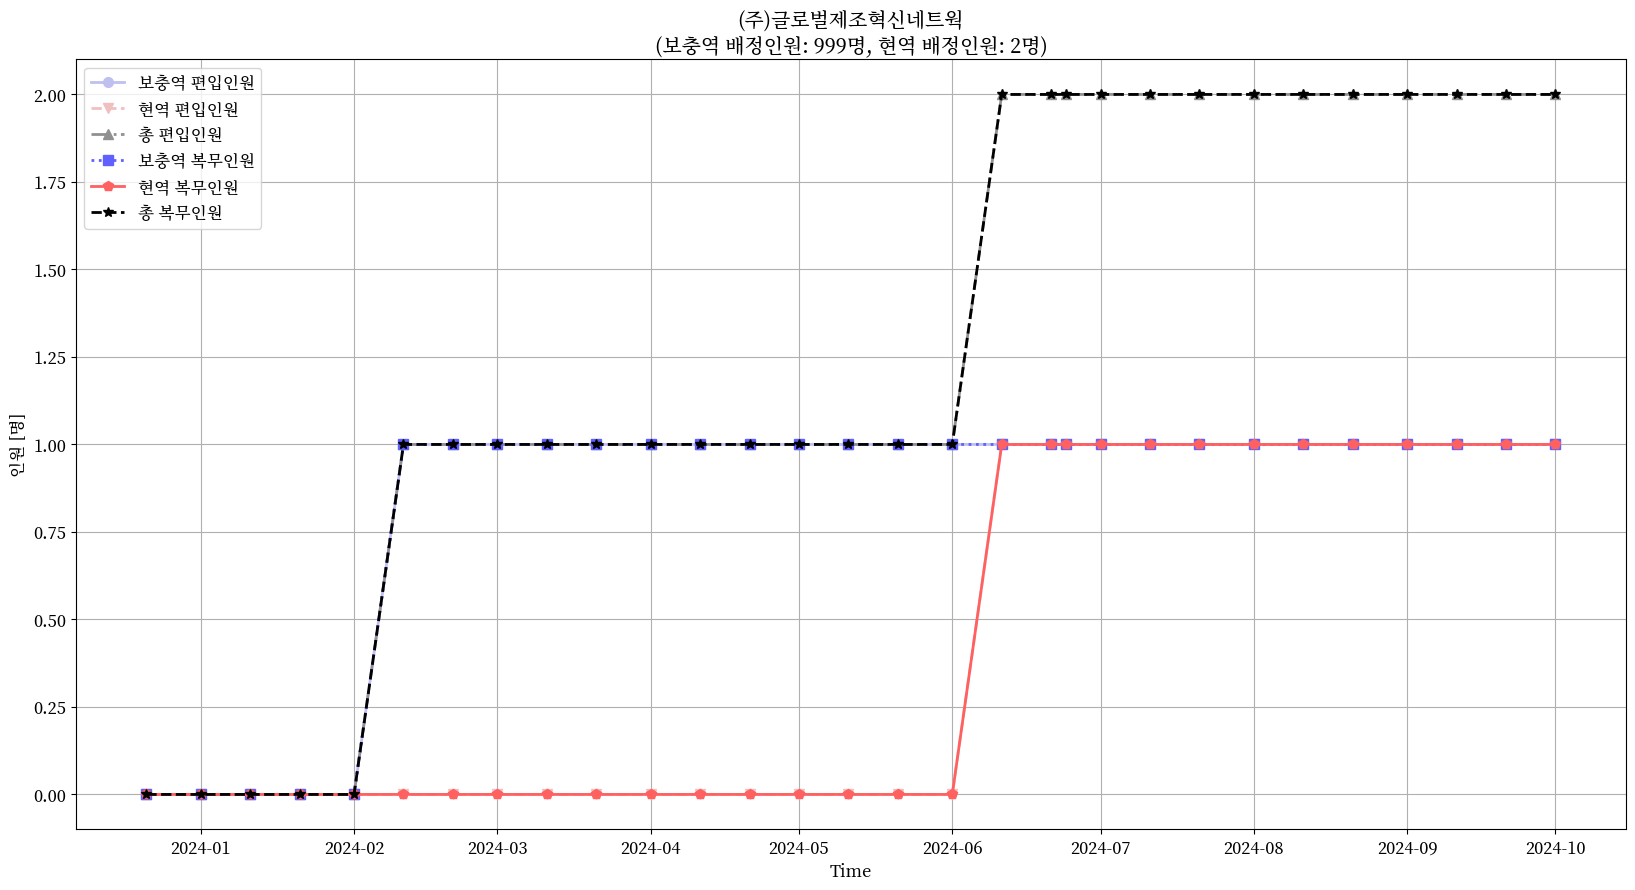 (주)글로벌제조혁신네트웍
(보충역 배정인원: 999명, 현역 배정인원: 2명)
보충역 편입인원
현역 편입인원
총 편입인원
보충역 복무인원
현역 복무인원
총 복무인원
인원 [명]
2.00
1.75
1.50
1.25
1.00
0.75
0.50
0.25
0.00
2024-01 2024-02 2024-03 2024-04 2024-05 2024-06 2024-07 2024-08 2024-09 2024-10
Time